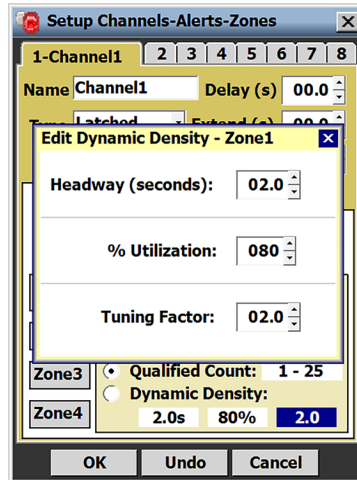 Setup Channels-Alerts-Zones
1-Channel1 2 3 4 5 6 7 8
Name Channel1 Delay (s) 00.0
Type Latched Extend (s) 00.0
Edit Dynamic Density - Zone1
Headway (seconds): 02.0
% Utilization: 080
Tuning Factor: 02.0
Zone3 Qualified Count: 1 - 25
Dynamic Density:
Zone4 2.0s 80% 2.0
OK Undo Cancel